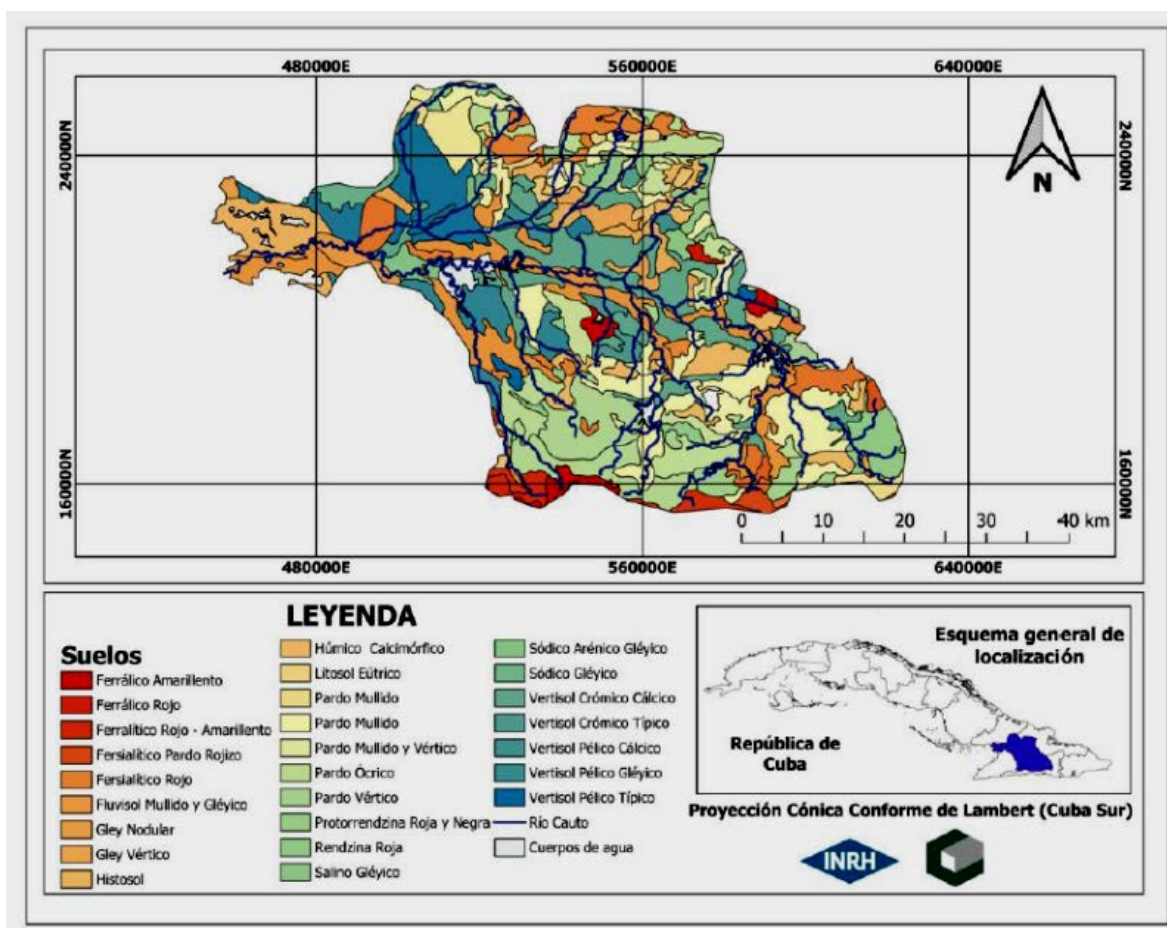 480000E 560000E 640000E
240000N 240000N
N
160000N 160000N
0 10 20 30 40 km
480000E 560000E 640000E
LEYENDA
Suelos
Ferrálico Amarillento
Ferrálico Rojo
Ferralítico Rojo - Amarillento
Fersialítico Pardo Rojizo
Fersialítico Rojo
Fluvisol Mullido y Gléyico
Gley Nodular
Gley Vértico
Histosol
Húmico Calcimórfico
Litosol Eútrico
Pardo Mullido
Pardo Mullido
Pardo Mullido y Vértico
Pardo Ócrico
Pardo Vértico
Protorrendzina Roja y Negra
Rendzina Roja
Salino Gléyico
Sódico Arénico Gléyico
Sódico Gléyico
Vertisol Crómico Cálcico
Vertisol Crómico Típico
Vertisol Pélico Cálcico
Vertisol Pélico Gléyico
Vertisol Pélico Típico
Río Cauto
Cuerpos de agua
Esquema general de
localización
República de
Cuba
Proyección Cónica Conforme de Lambert (Cuba Sur)
INRH